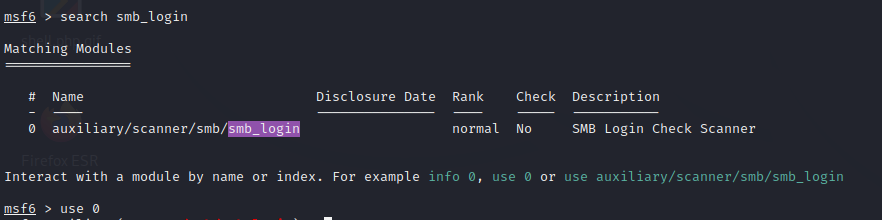 msf6 > search smb_login
Matching Modules
================
# Name Disclosure Date Rank Check Description
- ---- --------------- ---- ----- -----------
0 auxiliary/scanner/smb/smb_login normal No SMB Login Check Scanner
Firefox ESR
Interact with a module by name or index. For example info 0, use 0 or use auxiliary/scanner/smb/smb_login
msf6 > use 0